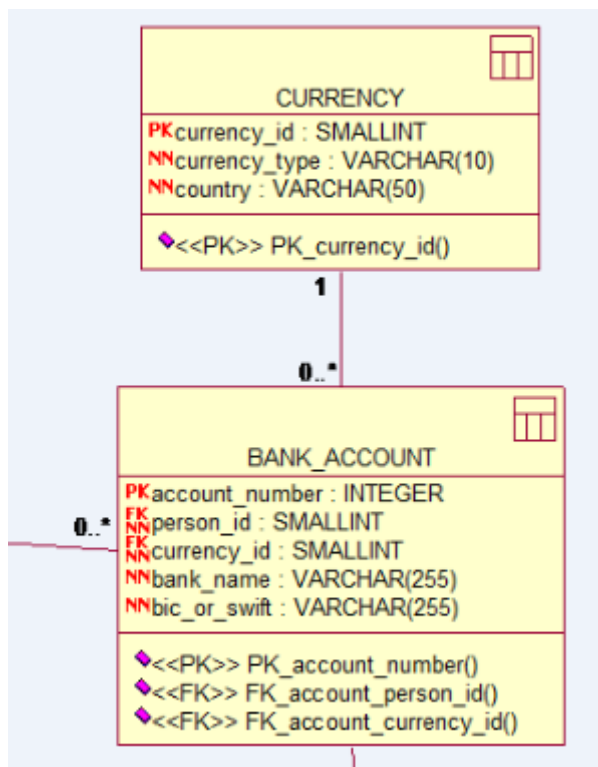 CURRENCY
PK currency_id : SMALLINT
NN currency_type : VARCHAR(10)
NN country : VARCHAR(50)
<<PK>> PK_currency_id()
1
0..*
BANK_ACCOUNT
PK account_number : INTEGER
FK NN person_id : SMALLINT
0..*
FK NN currency_id : SMALLINT
NN bank_name : VARCHAR(255)
NN bic_or_swift : VARCHAR(255)
<<PK>> PK_account_number()
<<FK>> FK_account_person_id()
<<FK>> FK_account_currency_id()